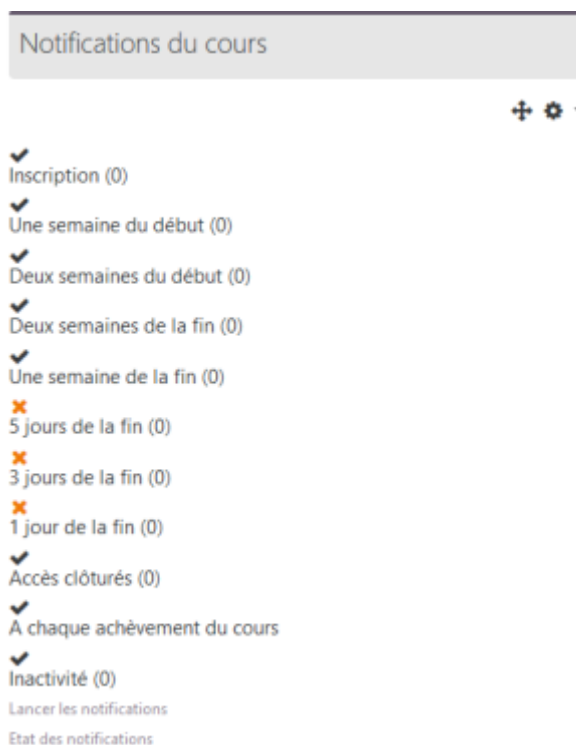 Notifications du cours
Inscription (0)
Une semaine du début (0)
Deux semaines du début (0)
Deux semaines de la fin (0)
Une semaine de la fin (0)
5 jours de la fin (0)
3 jours de la fin (0)
1 jour de la fin (0)
Accès clôturés (0)
A chaque achèvement du cours
Inactivité (0)
Lancer les notifications
Etat des notifications